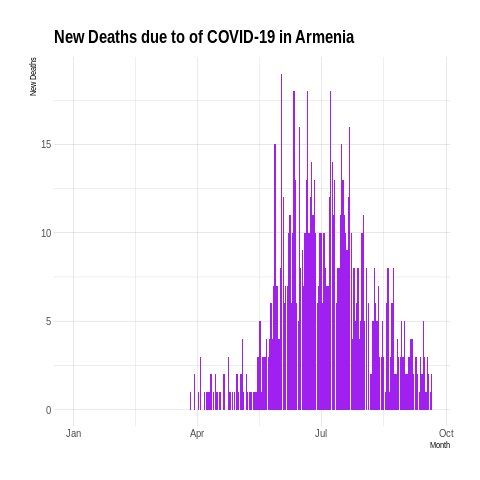 New Deaths due to of COVID-19 in Armenia
New Deaths
15
10
5
0
Jan Apr Jul Oct
Month